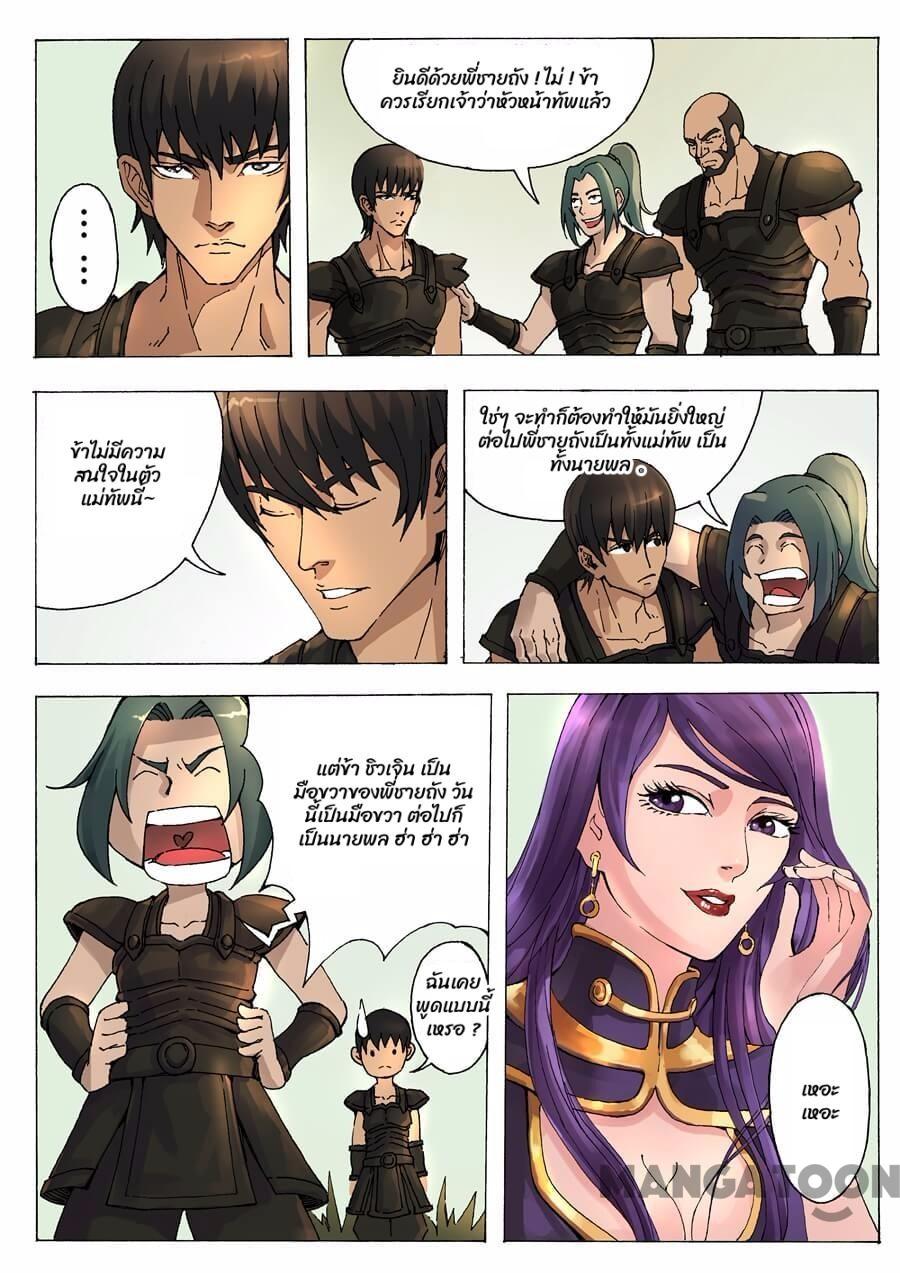 ......
ยินดีด้วยพี่ชายถัง ! ไม่ ! ข้า
ควรเรียกเจ้าว่าหัวหน้าทัพแล้ว
ข้าไม่มีความ
สนใจในตัว
แม่ทัพนี้~
ใช่ๆ จะทำก็ต้องทำให้มันยิ่งใหญ่
ต่อไปพี่ชายถังเป็นทั้งแม่ทัพ เป็น
ทั้งนายพล 。
แต่ข้า ชิวเจิน เป็น
มือขวาของพี่ชายถัง วัน
นี้เป็นมือขวา ต่อไปก็
เป็นนายพล ฮ่า ฮ่า ฮ่า
ฉันเคย
พูดแบบนี้
เหรอ ?
เหอะ
เหอะ
MANGATOON